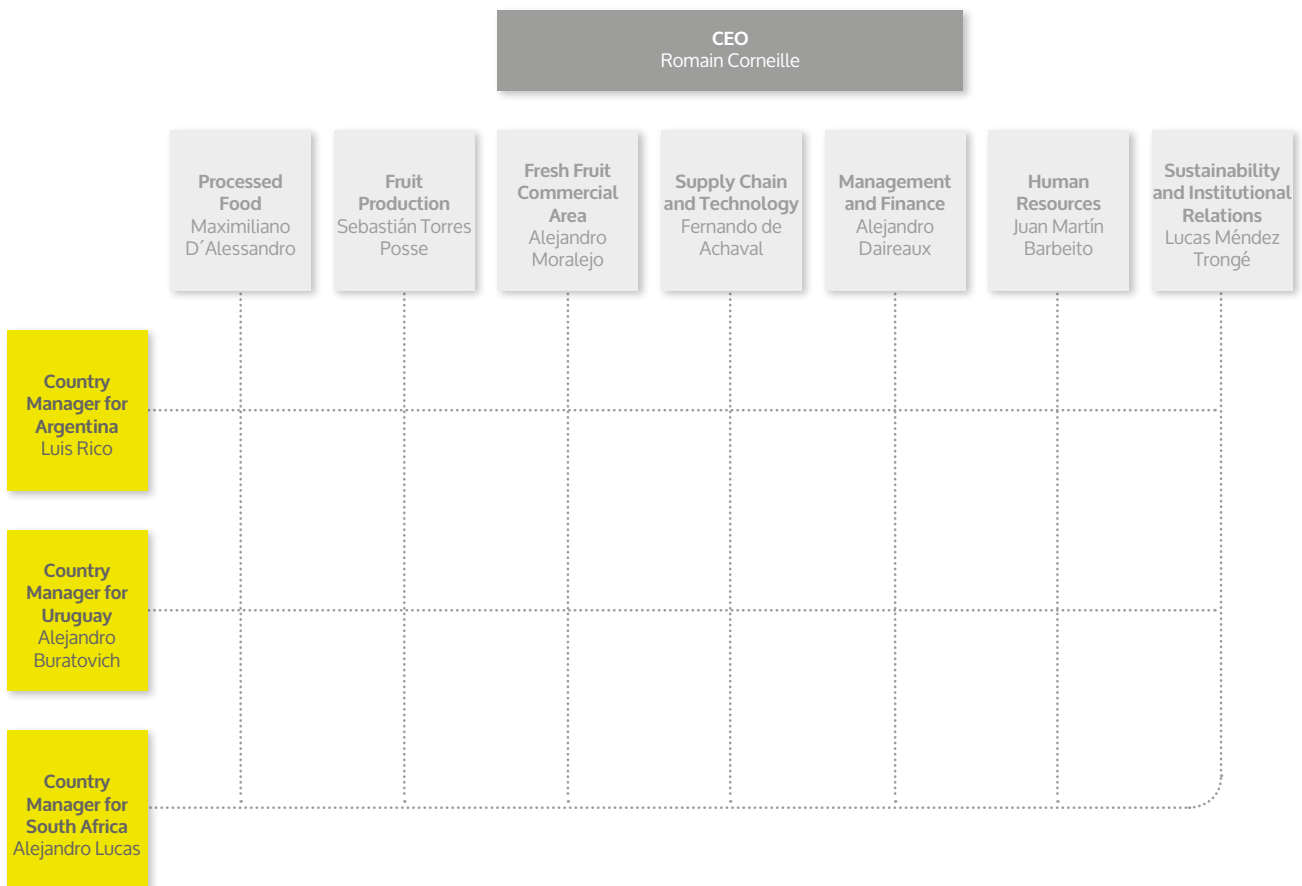 CEO
Romain Corneille
Processed
Food
Maximiliano
D´Alessandro
Fruit
Production
Sebastián Torres
Posse
Fresh Fruit
Commercial
Area
Alejandro
Moralejo
Supply Chain
and Technology
Fernando de
Achaval
Management
and Finance
Alejandro
Daireaux
Human
Resources
Juan Martín
Barbeito
Sustainability
and Institutional
Relations
Lucas Méndez
Trongé
Country
Manager for
Argentina
Luis Rico
Country
Manager for
Uruguay
Alejandro
Buratovich
Country
Manager for
South Africa
Alejandro Lucas